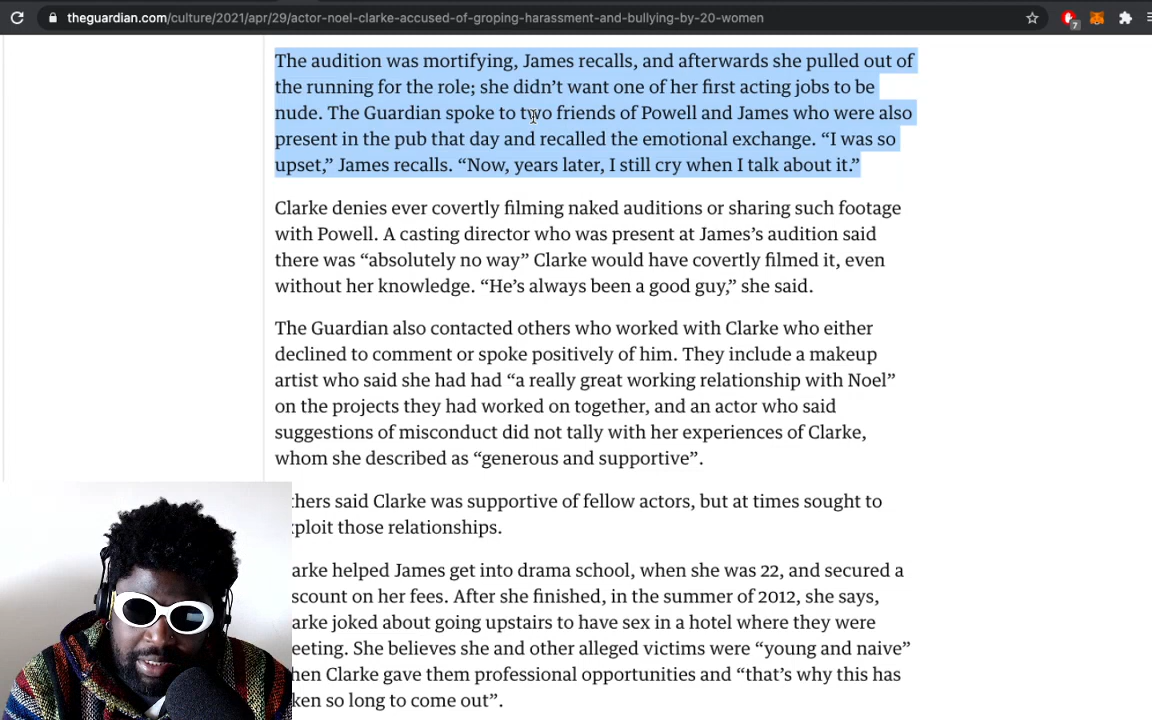 theguardian.com/culture/2021/apr/29/actor-noel-clarke-accused-of-groping-harassment-and-bullying-by-20-women
7
The audition was mortifying, James recalls, and afterwards she pulled out of
the running for the role; she didn’t want one of her first acting jobs to be
nude. The Guardian spoke to two friends of Powell and James who were also
present in the pub that day and recalled the emotional exchange. “I was so
upset,” James recalls. “Now, years later, I still cry when I talk about it.”
Clarke denies ever covertly filming naked auditions or sharing such footage
with Powell. A casting director who was present at James’s audition said
there was “absolutely no way” Clarke would have covertly filmed it, even
without her knowledge. “He’s always been a good guy,” she said.
The Guardian also contacted others who worked with Clarke who either
declined to comment or spoke positively of him. They include a makeup
artist who said she had had “a really great working relationship with Noel”
on the projects they had worked on together, and an actor who said
suggestions of misconduct did not tally with her experiences of Clarke,
whom she described as “generous and supportive”.
hers said Clarke was supportive of fellow actors, but at times sought to
ploit those relationships.
arke helped James get into drama school, when she was 22, and secured a
scount on her fees. After she finished, in the summer of 2012, she says,
arke joked about going upstairs to have sex in a hotel where they were
eeting. She believes she and other alleged victims were “young and naive”
hen Clarke gave them professional opportunities and “that’s why this has
ken so long to come out”.